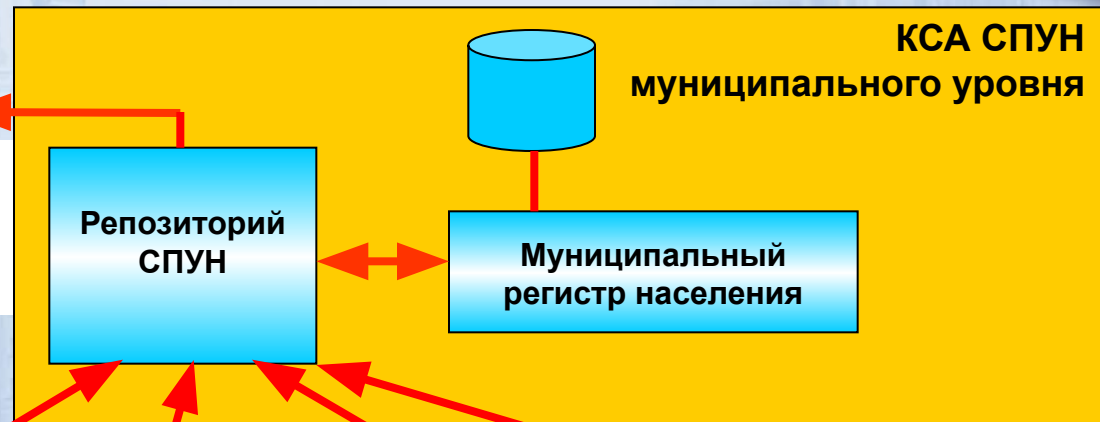 КСА СПУН
муниципального уровня
Репозиторий
СПУН
Муниципальный
регистр населения